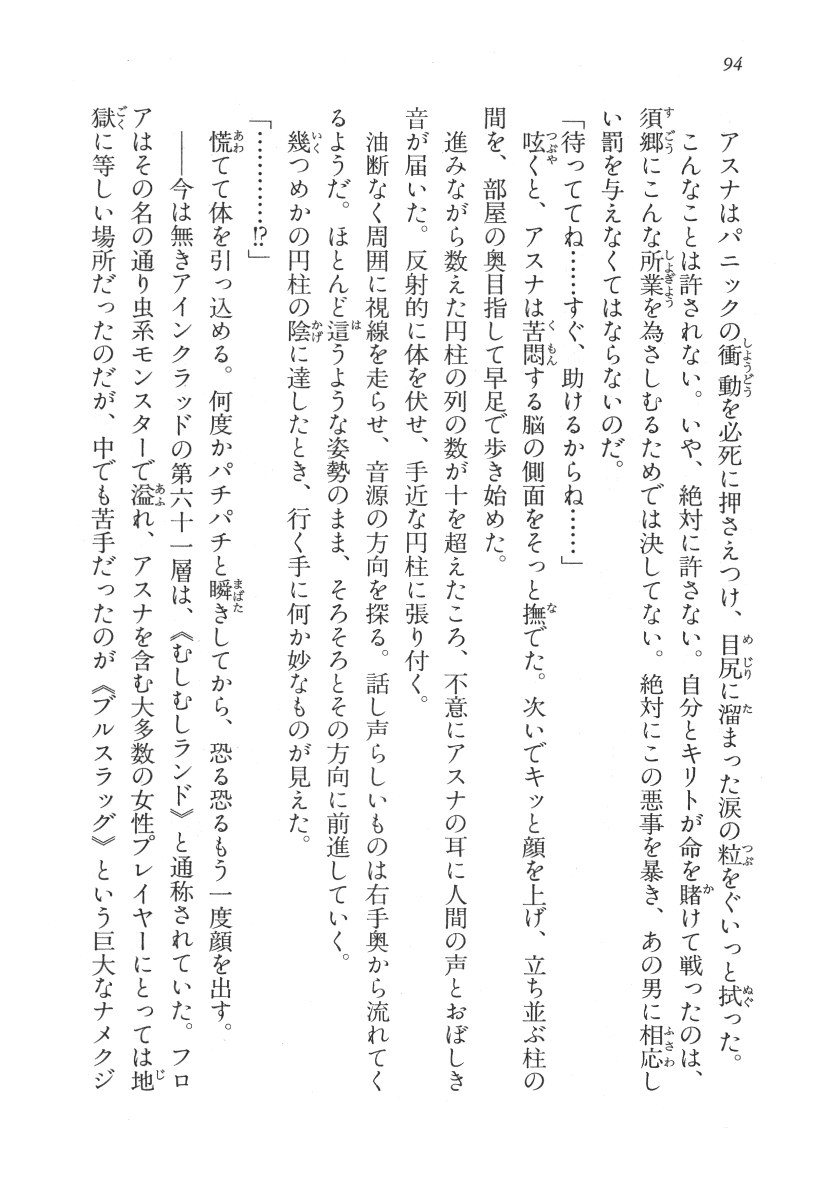 94
アスナはパニックの衝動を必死に押さえつけ、目尻に溜まった涙の粒をぐいっと拭った。
こんなことは許されない。いや、絶対に許さない。自分とキリトが命を賭けて戦ったのは、
須郷にこんな所業を為さしむるためでは決してない。絶対にこの悪事を暴き、あの男に相応し
い罰を与えなくてはならないのだ。
「待っててね……すぐ、助けるからね……」
呟くと、アスナは苦悶する脳の側面をそっと撫でた。次いでキッと顔を上げ、立ち並ぶ柱の
間を、部屋の奥目指して早足で歩き始めた。
進みながら数えた円柱の列の数が十を超えたころ、不意にアスナの耳に人間の声とおぼしき
音が届いた。反射的に体を伏せ、手近な円柱に張り付く。
油断なく周囲に視線を走らせ、音源の方向を探る。話し声らしいものは右手奥から流れてく
るようだ。ほとんど這うような姿勢のまま、そろそろとその方向に前進していく。
幾つめかの円柱の陰に達したとき、行く手に何か妙なものが見えた。
「…………⁉」
慌てて体を引っ込める。何度かパチパチと瞬きしてから、恐る恐るもう一度顔を出す。
――今は無きアインクラッドの第六十一層は、《むしむしランド》と通称されていた。フロ
アはその名の通り虫系モンスターで溢れ、アスナを含む大多数の女性プレイヤーにとっては地
獄に等しい場所だったのだが、中でも苦手だったのが《ブルスラッグ》という巨大なナメクジ